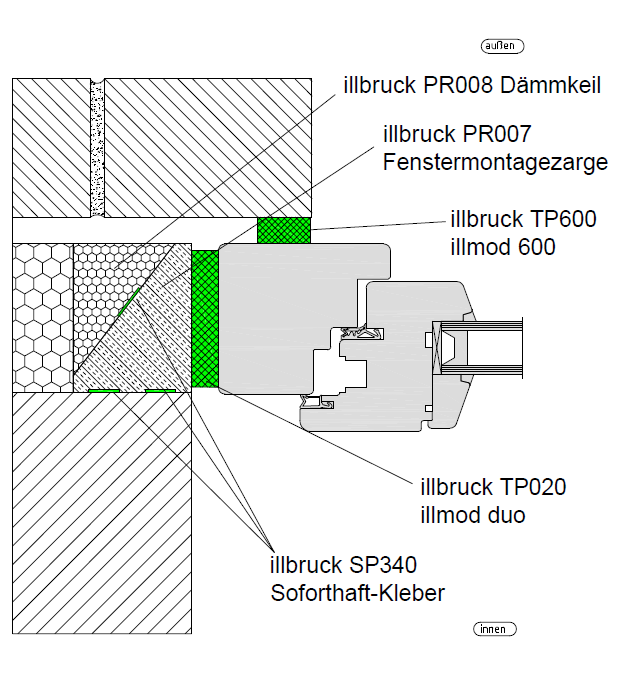 außen
illbruck PR008 Dämmkeil
illbruck PR007
Fenstermontagezarge
illbruck TP600
illmod 600
illbruck TP020
illmod duo
illbruck SP340
Soforthaft-Kleber
innen